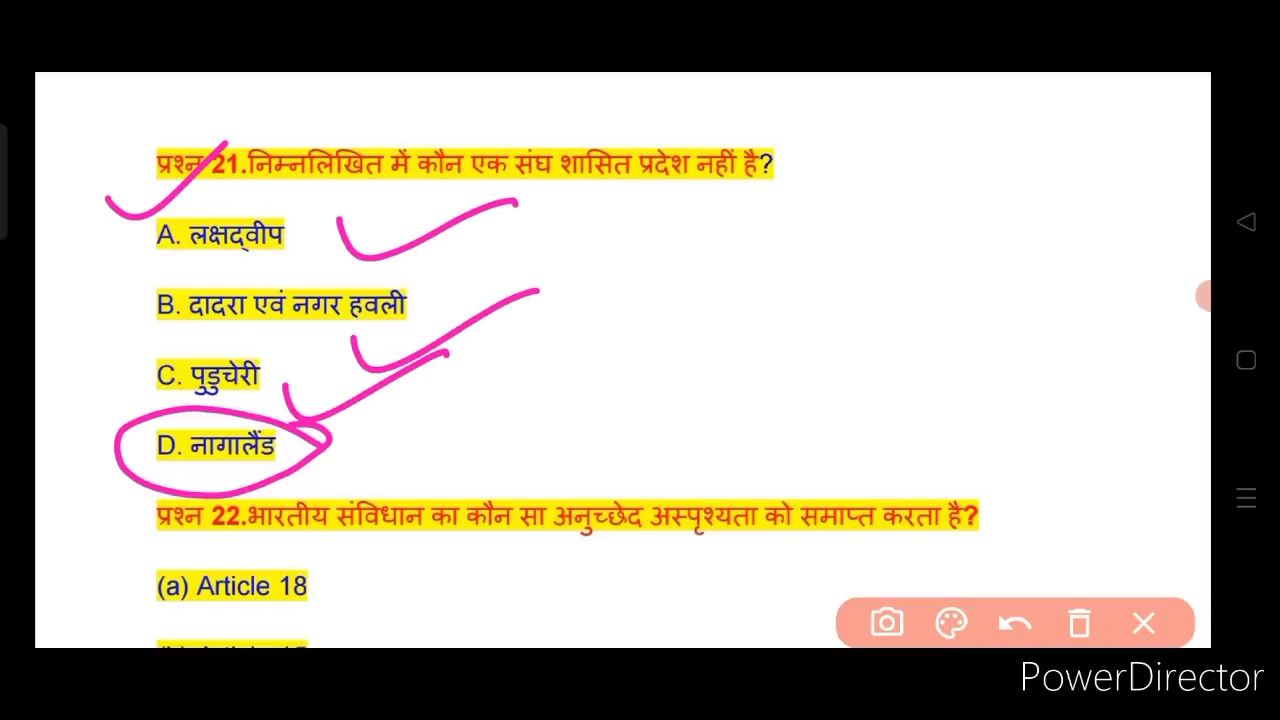 प्रश्न 21.निम्नलिखित में कौन एक संघ शासित प्रदेश नहीं है?
A. लक्षद्वीप
B. दादरा एवं नगर हवली
C. पुडुचेरी
D. नागालैंड
प्रश्न 22.भारतीय संविधान का कौन सा अनुच्छेद अस्पृश्यता को समाप्त करता है?
(a) Article 18
PowerDirector